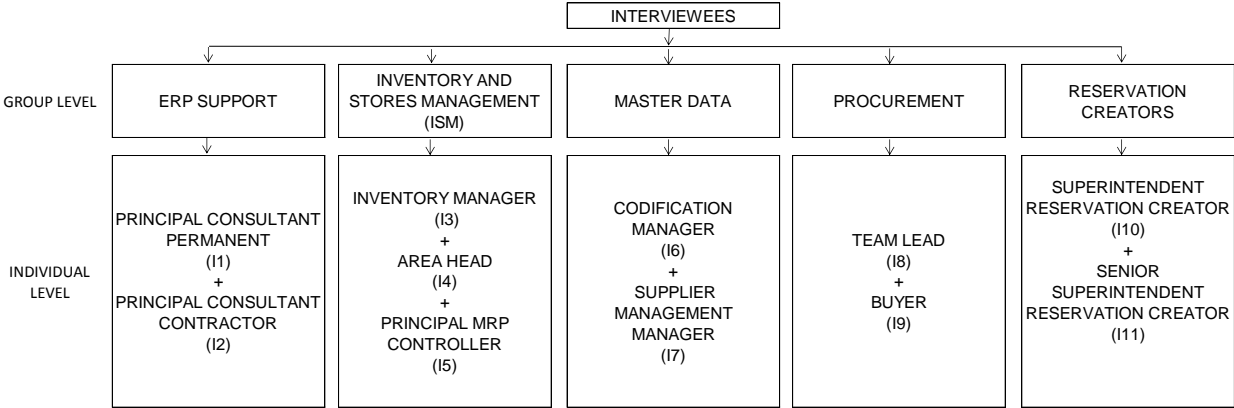 INTERVIEWEES
GROUP LEVEL
ERP SUPPORT
INVENTORY AND
STORES MANAGEMENT
(ISM)
MASTER DATA
PROCUREMENT
RESERVATION
CREATORS
INDIVIDUAL
LEVEL
PRINCIPAL CONSULTANT
PERMANENT
(I1)
+
PRINCIPAL CONSULTANT
CONTRACTOR
(I2)
INVENTORY MANAGER
(I3)
+
AREA HEAD
(I4)
+
PRINCIPAL MRP
CONTROLLER
(I5)
CODIFICATION
MANAGER
(I6)
+
SUPPLIER
MANAGEMENT
MANAGER
(I7)
TEAM LEAD
(I8)
+
BUYER
(I9)
SUPERINTENDENT
RESERVATION CREATOR
(I10)
+
SENIOR
SUPERINTENDENT
RESERVATION CREATOR
(I11)